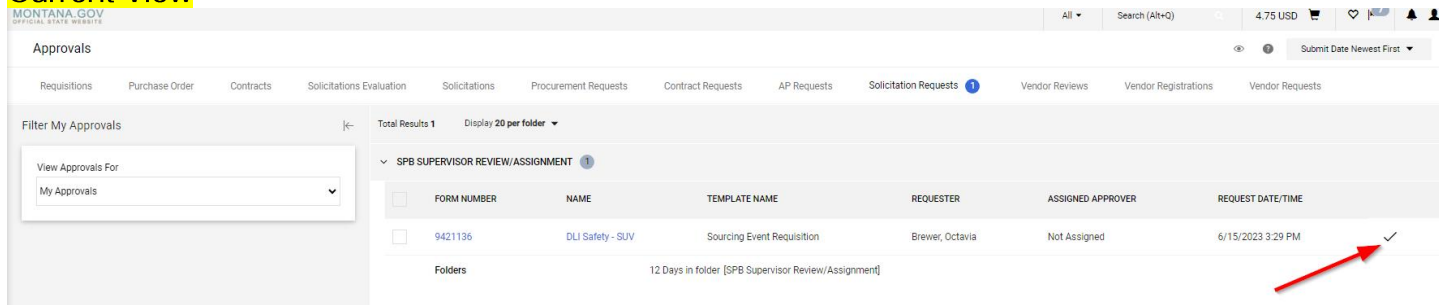 Current View
MONTANA.GOV
OFFICIAL STATE WEBSITE
All Search (Alt+Q) 4.75 USD
Approvals
Submit Date Newest First
Requisitions Purchase Order Contracts Solicitations Evaluation Solicitations Procurement Requests Contract Requests AP Requests Solicitation Requests 1 Vendor Reviews Vendor Registrations Vendor Requests
Filter My Approvals Total Results 1 Display 20 per folder
View Approvals For
My Approvals
SPB SUPERVISOR REVIEW/ASSIGNMENT 1
FORM NUMBER NAME TEMPLATE NAME REQUESTER ASSIGNED APPROVER REQUEST DATE/TIME
9421136 DLI Safety - SUV Sourcing Event Requisition Brewer, Octavia Not Assigned 6/15/2023 3:29 PM
Folders 12 Days in folder [SPB Supervisor Review/Assignment]